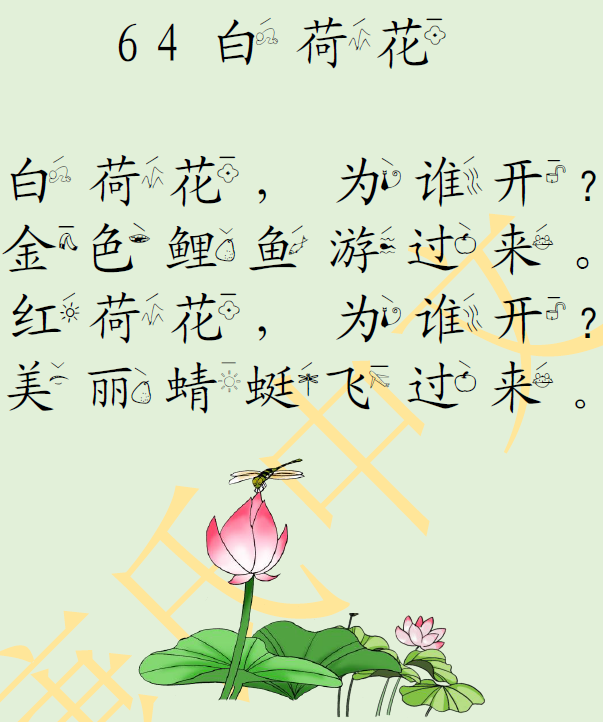 64 白荷花
白荷花，为谁开？
金色鲤鱼游过来。
红荷花，为谁开？
美丽蜻蜓飞过来。